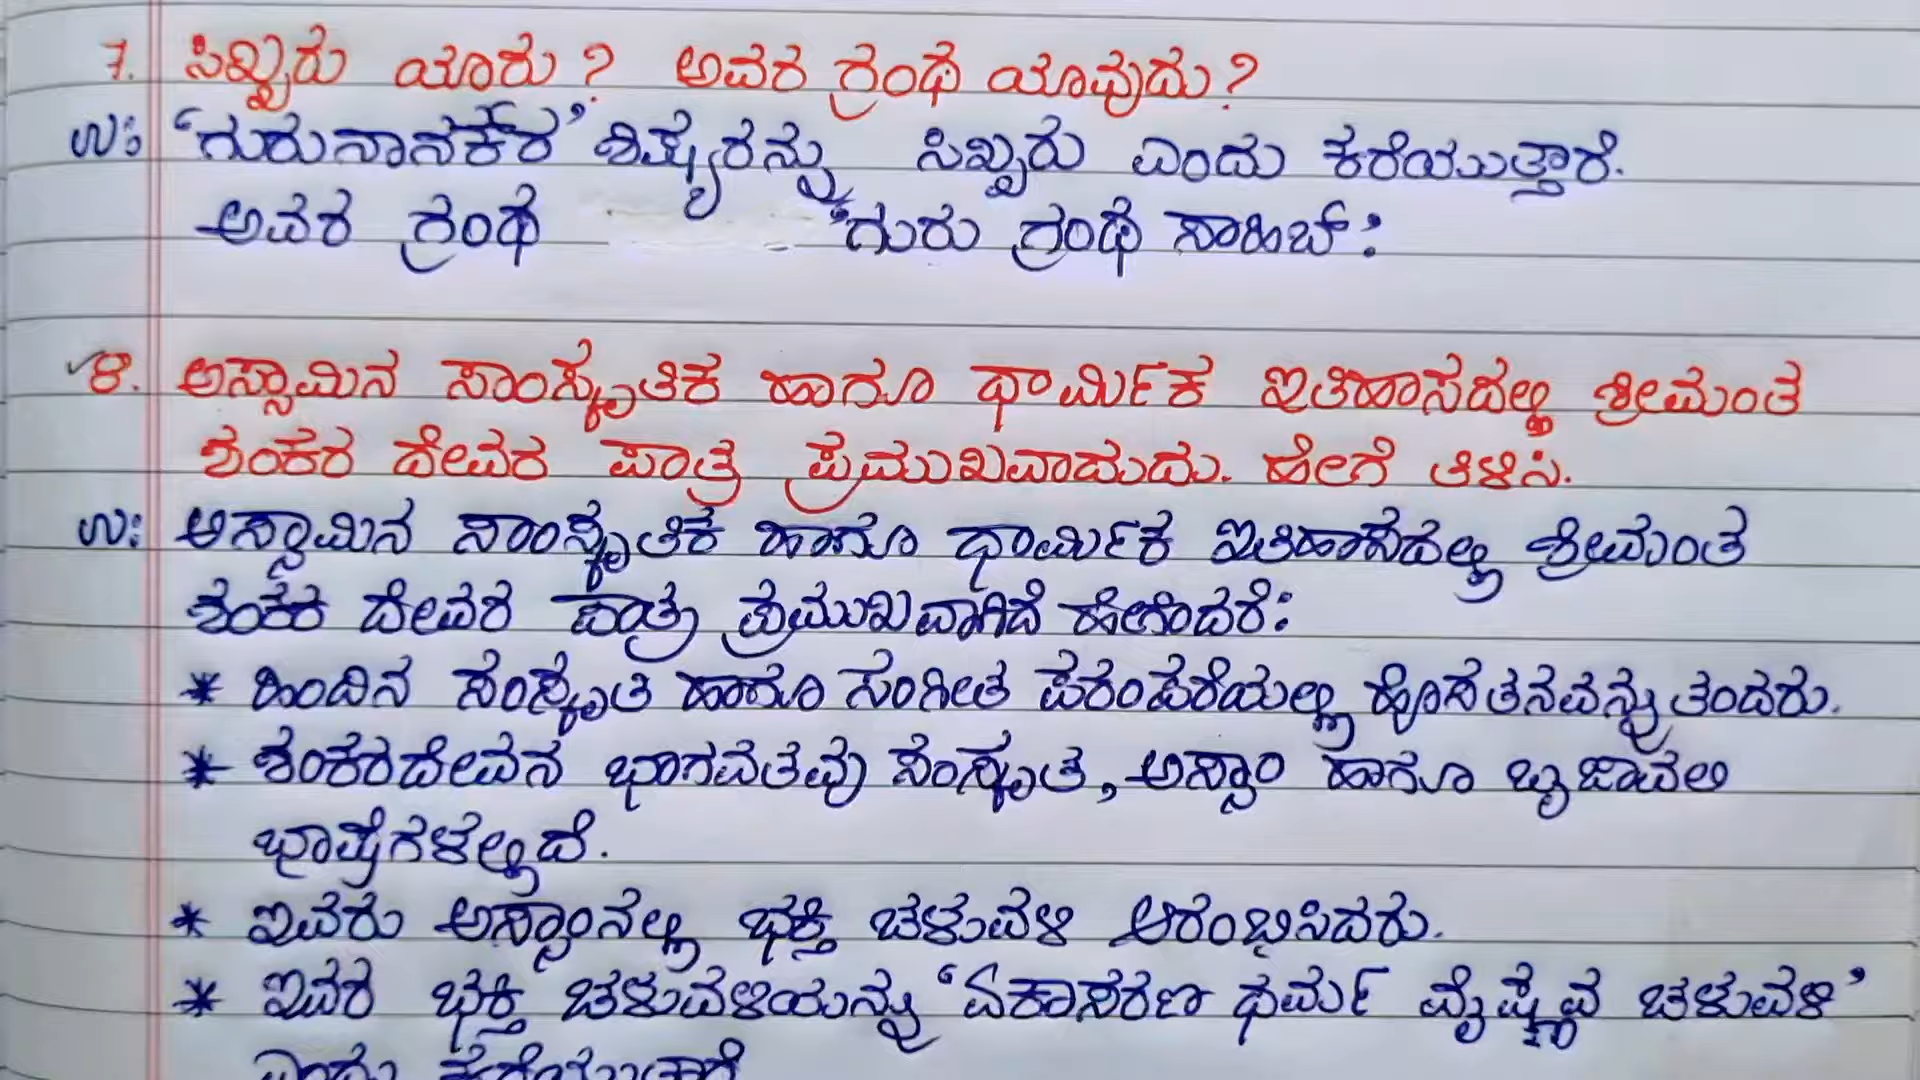 7. ಸಿಖ್ಖರು ಯಾರು? ಅವರ ಗ್ರಂಥ ಯಾವುದು?
ಉ: ‘ಗುರುನಾನಕರ’ ಶಿಷ್ಯರನ್ನು ಸಿಖ್ಖರು ಎಂದು ಕರೆಯುತ್ತಾರೆ.
ಅವರ ಗ್ರಂಥ ‘ಗುರು ಗ್ರಂಥ ಸಾಹಿಬ್’.
8. ಅಸ್ಸಾಮಿನ ಸಾಂಸ್ಕೃತಿಕ ಹಾಗೂ ಧಾರ್ಮಿಕ ಇತಿಹಾಸದಲ್ಲಿ ಶ್ರೀಮಂತ
ಶಂಕರ ದೇವರ ಪಾತ್ರ ಪ್ರಮುಖವಾದುದು. ಹೇಗೆ ತಿಳಿಸಿ.
ಉ: ಅಸ್ಸಾಮಿನ ಸಾಂಸ್ಕೃತಿಕ ಹಾಗೂ ಧಾರ್ಮಿಕ ಇತಿಹಾಸದಲ್ಲಿ ಶ್ರೀಮಂತ
ಶಂಕರ ದೇವರ ಪಾತ್ರ ಪ್ರಮುಖವಾಗಿದೆ ಹೇಗೆಂದರೆ:
* ಹಿಂದಿನ ಸಂಸ್ಕೃತಿ ಹಾಗೂ ಸಂಗೀತ ಪರಂಪರೆಯಲ್ಲಿ ಹೊಸತನವನ್ನು ತಂದರು.
* ಶಂಕರದೇವನ ಭಾಗವತವು ಸಂಸ್ಕೃತ, ಅಸ್ಸಾಂ ಹಾಗೂ ಬೃಜಾವಲಿ
ಭಾಷೆಗಳಲ್ಲಿದೆ.
* ಇವರು ಅಸ್ಸಾಂನಲ್ಲಿ ಭಕ್ತಿ ಚಳುವಳಿ ಆರಂಭಿಸಿದರು.
* ಇವರ ಭಕ್ತಿ ಚಳುವಳಿಯನ್ನು ‘ಏಕಾಸರಣ ಧರ್ಮ ವೈಷ್ಣವ ಚಳುವಳಿ’
ಎಂದು ಕರೆಯುತ್ತಾರೆ